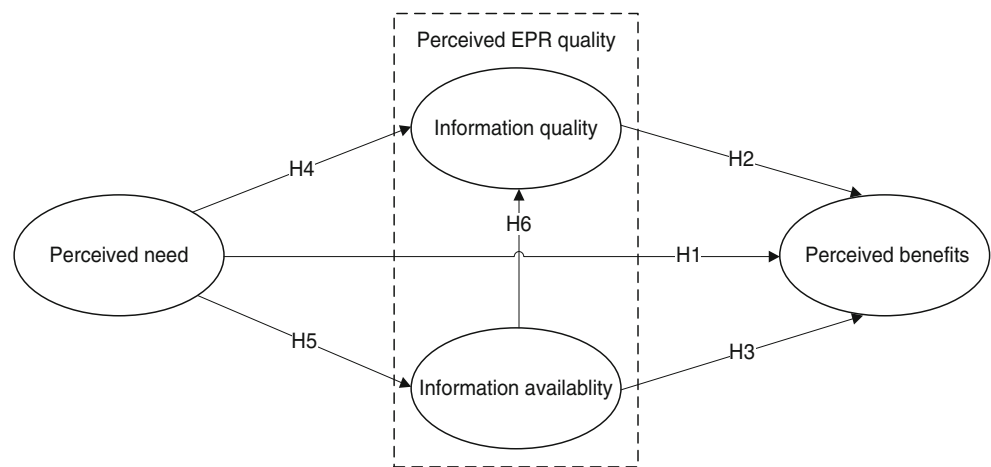 Perceived EPR quality
Information quality
H4
H2
H6
Perceived need
H1
Perceived benefits
H5
H3
Information availablity